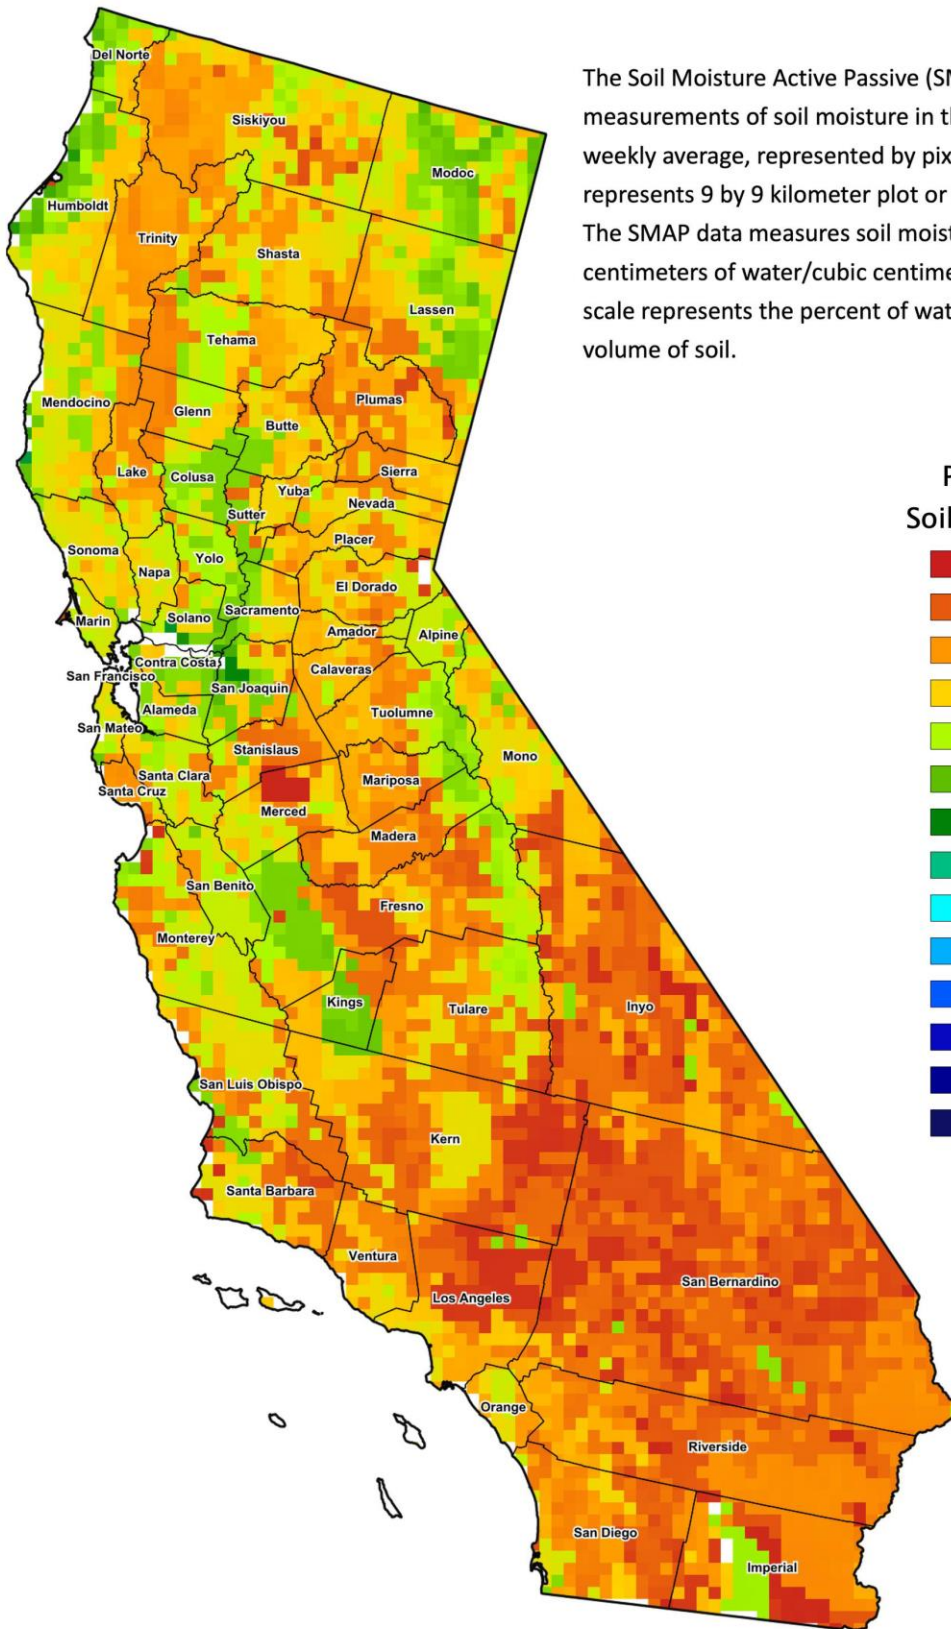 The Soil Moisture Active Passive (SM
measurements of soil moisture in th
weekly average, represented by pix
represents 9 by 9 kilometer plot or
The SMAP data measures soil moist
centimeters of water/cubic centime
scale represents the percent of wat
volume of soil.
P
Soil
Del Norte
Siskiyou
Modoc
Humboldt
Trinity
Shasta
Lassen
Tehama
Mendocino
Glenn
Butte
Plumas
Lake
Colusa
Sierra
Yuba
Nevada
Sutter
Placer
Sonoma
Yolo
Napa
El Dorado
Marin
Solano
Sacramento
Amador
Alpine
Contra Costa
San Francisco
Calaveras
San Joaquin
Alameda
Tuolumne
San Mateo
Stanislaus
Mono
Santa Clara
Mariposa
Santa Cruz
Merced
Madera
San Benito
Fresno
Monterey
Kings
Tulare
Inyo
San Luis Obispo
Kern
Santa Barbara
Ventura
San Bernardino
Los Angeles
Orange
Riverside
San Diego
Imperial